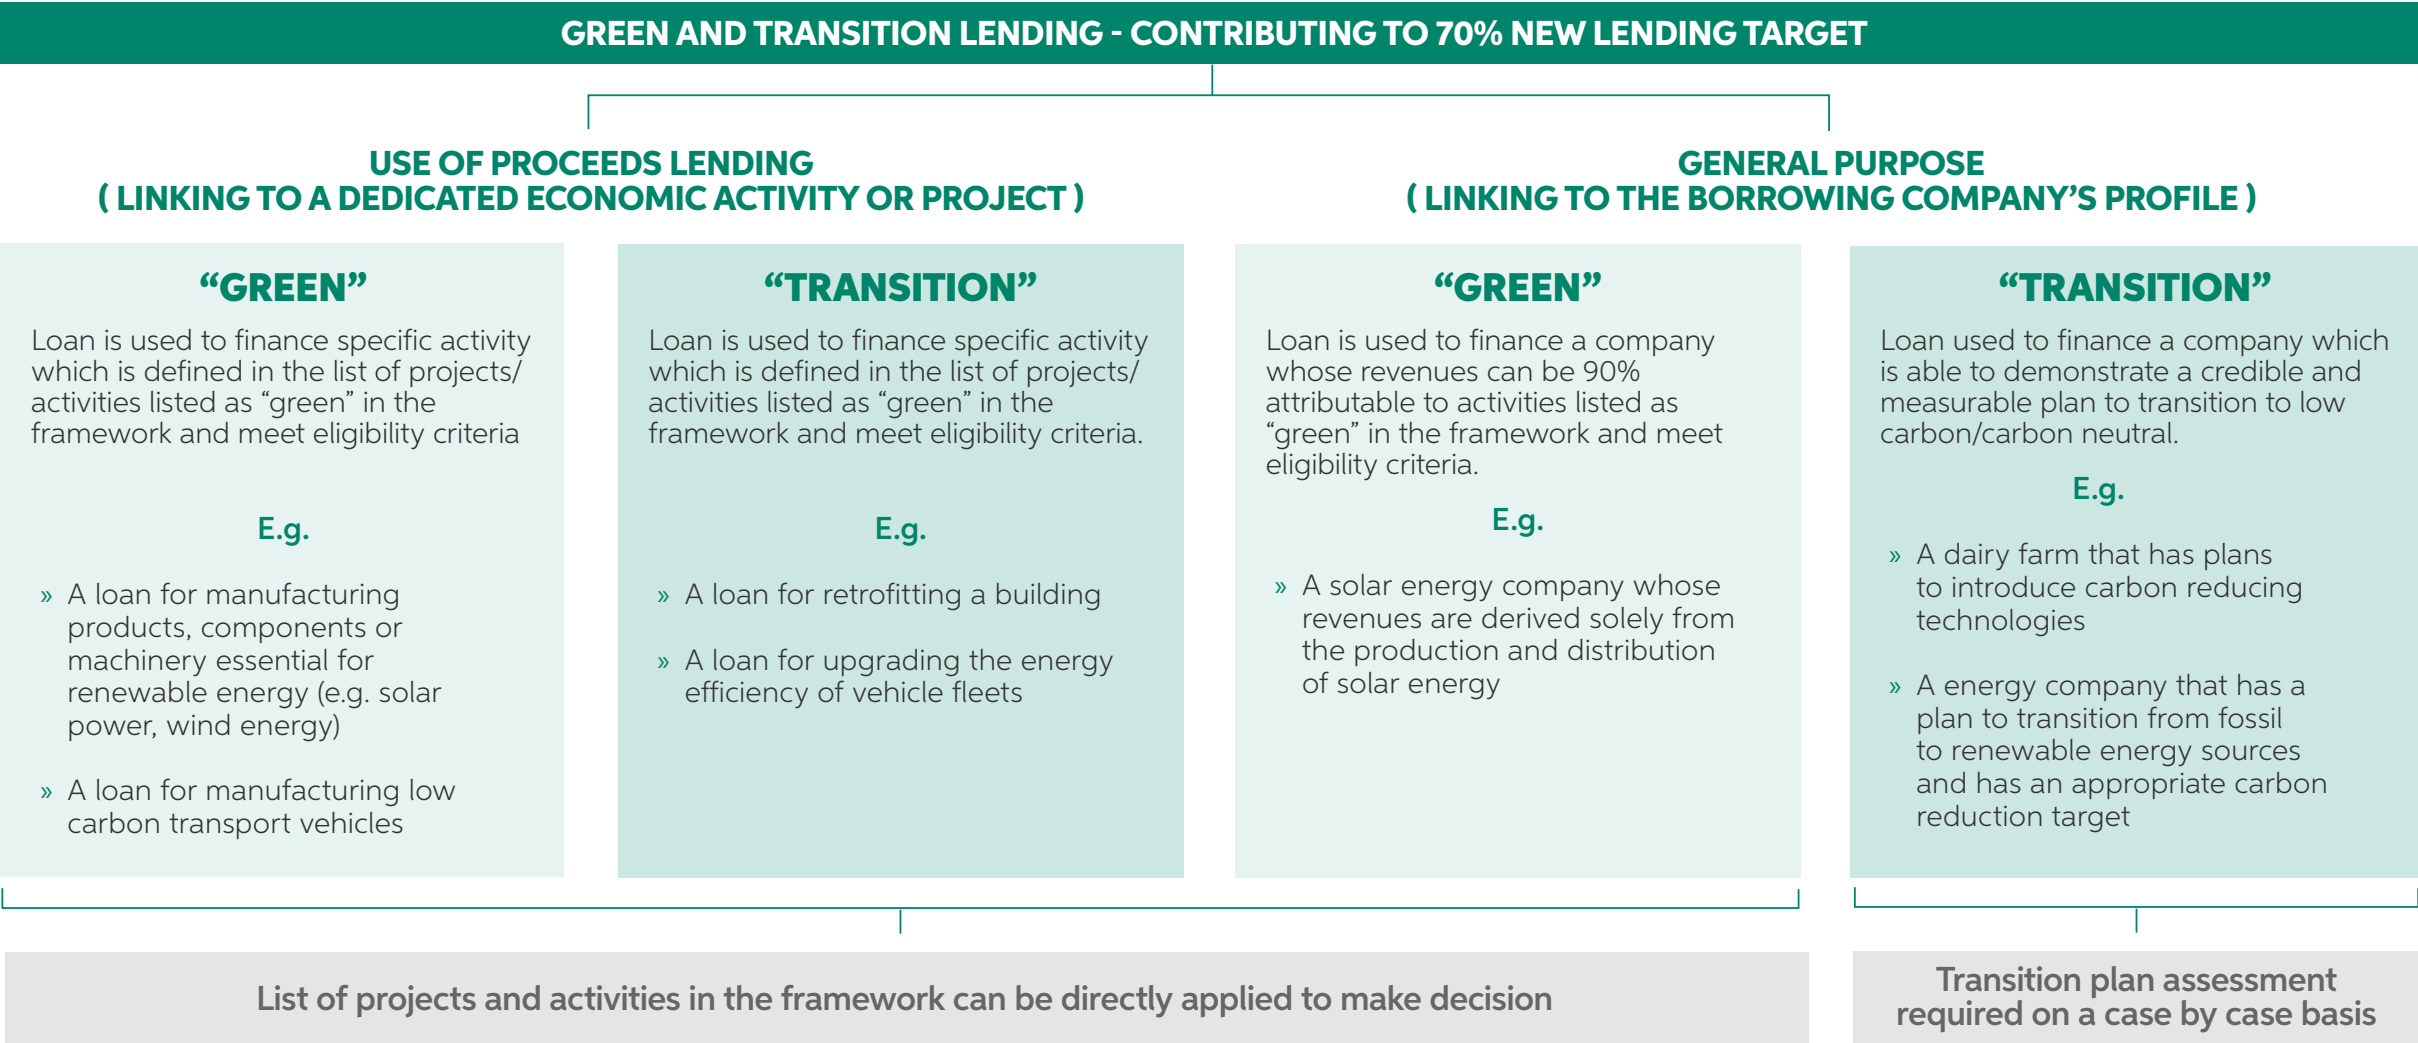 GREEN AND TRANSITION LENDING - CONTRIBUTING TO 70% NEW LENDING TARGET
USE OF PROCEEDS LENDING
( LINKING TO A DEDICATED ECONOMIC ACTIVITY OR PROJECT )
GENERAL PURPOSE
( LINKING TO THE BORROWING COMPANY’S PROFILE )
“GREEN”
Loan is used to finance specific activity
which is defined in the list of projects/
activities listed as “green” in the
framework and meet eligibility criteria
E.g.
» A loan for manufacturing
products, components or
machinery essential for
renewable energy (e.g. solar
power, wind energy)
» A loan for manufacturing low
carbon transport vehicles
“TRANSITION”
Loan is used to finance specific activity
which is defined in the list of projects/
activities listed as “green” in the
framework and meet eligibility criteria.
E.g.
» A loan for retrofitting a building
» A loan for upgrading the energy
efficiency of vehicle fleets
“GREEN”
Loan is used to finance a company
whose revenues can be 90%
attributable to activities listed as
“green” in the framework and meet
eligibility criteria.
E.g.
» A solar energy company whose
revenues are derived solely from
the production and distribution
of solar energy
“TRANSITION”
Loan used to finance a company which
is able to demonstrate a credible and
measurable plan to transition to low
carbon/carbon neutral.
E.g.
» A dairy farm that has plans
to introduce carbon reducing
technologies
» A energy company that has a
plan to transition from fossil
to renewable energy sources
and has an appropriate carbon
reduction target
List of projects and activities in the framework can be directly applied to make decision
Transition plan assessment
required on a case by case basis